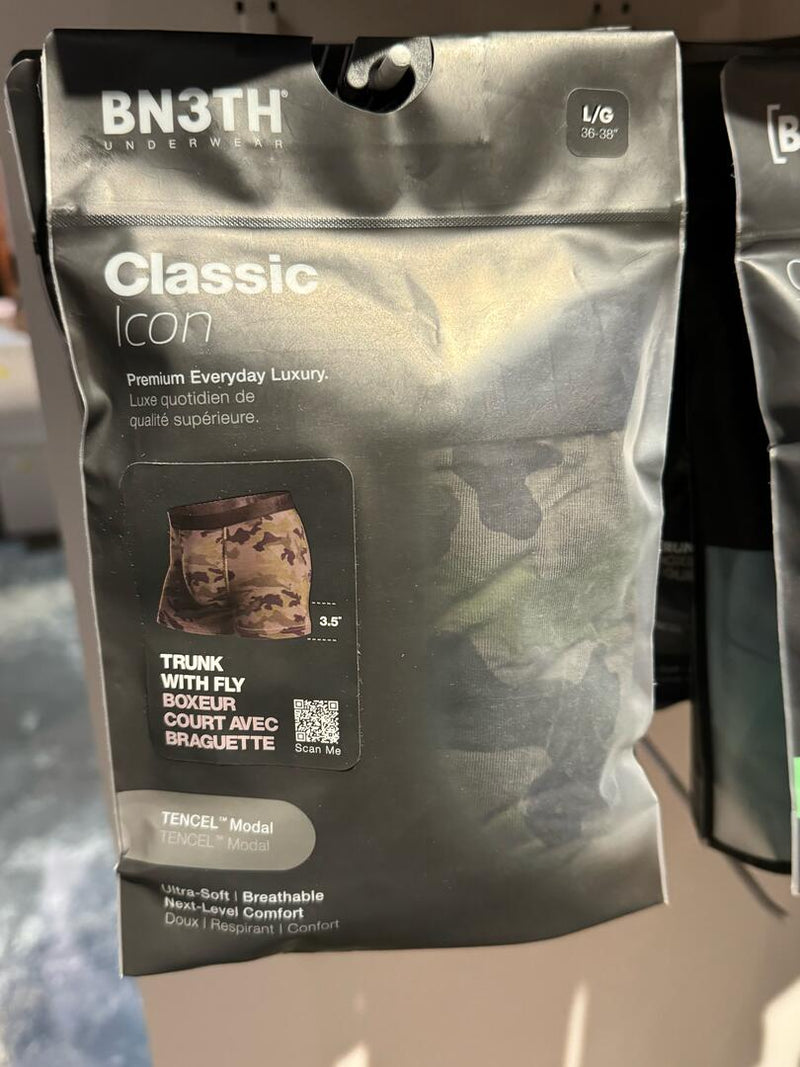 BN3TH®
UNDERWEAR
L/G
36-38"
Classic
Icon
Premium Everyday Luxury.
Luxe quotidien de
qualité supérieure.
3.5"
TRUNK
WITH FLY
BOXEUR
COURT AVEC
BRAGUETTE
Scan Me
TENCEL™ Modal
TENCEL™ Modal
Ultra-Soft | Breathable
Next-Level Comfort
Doux | Respirant | Confort
[B